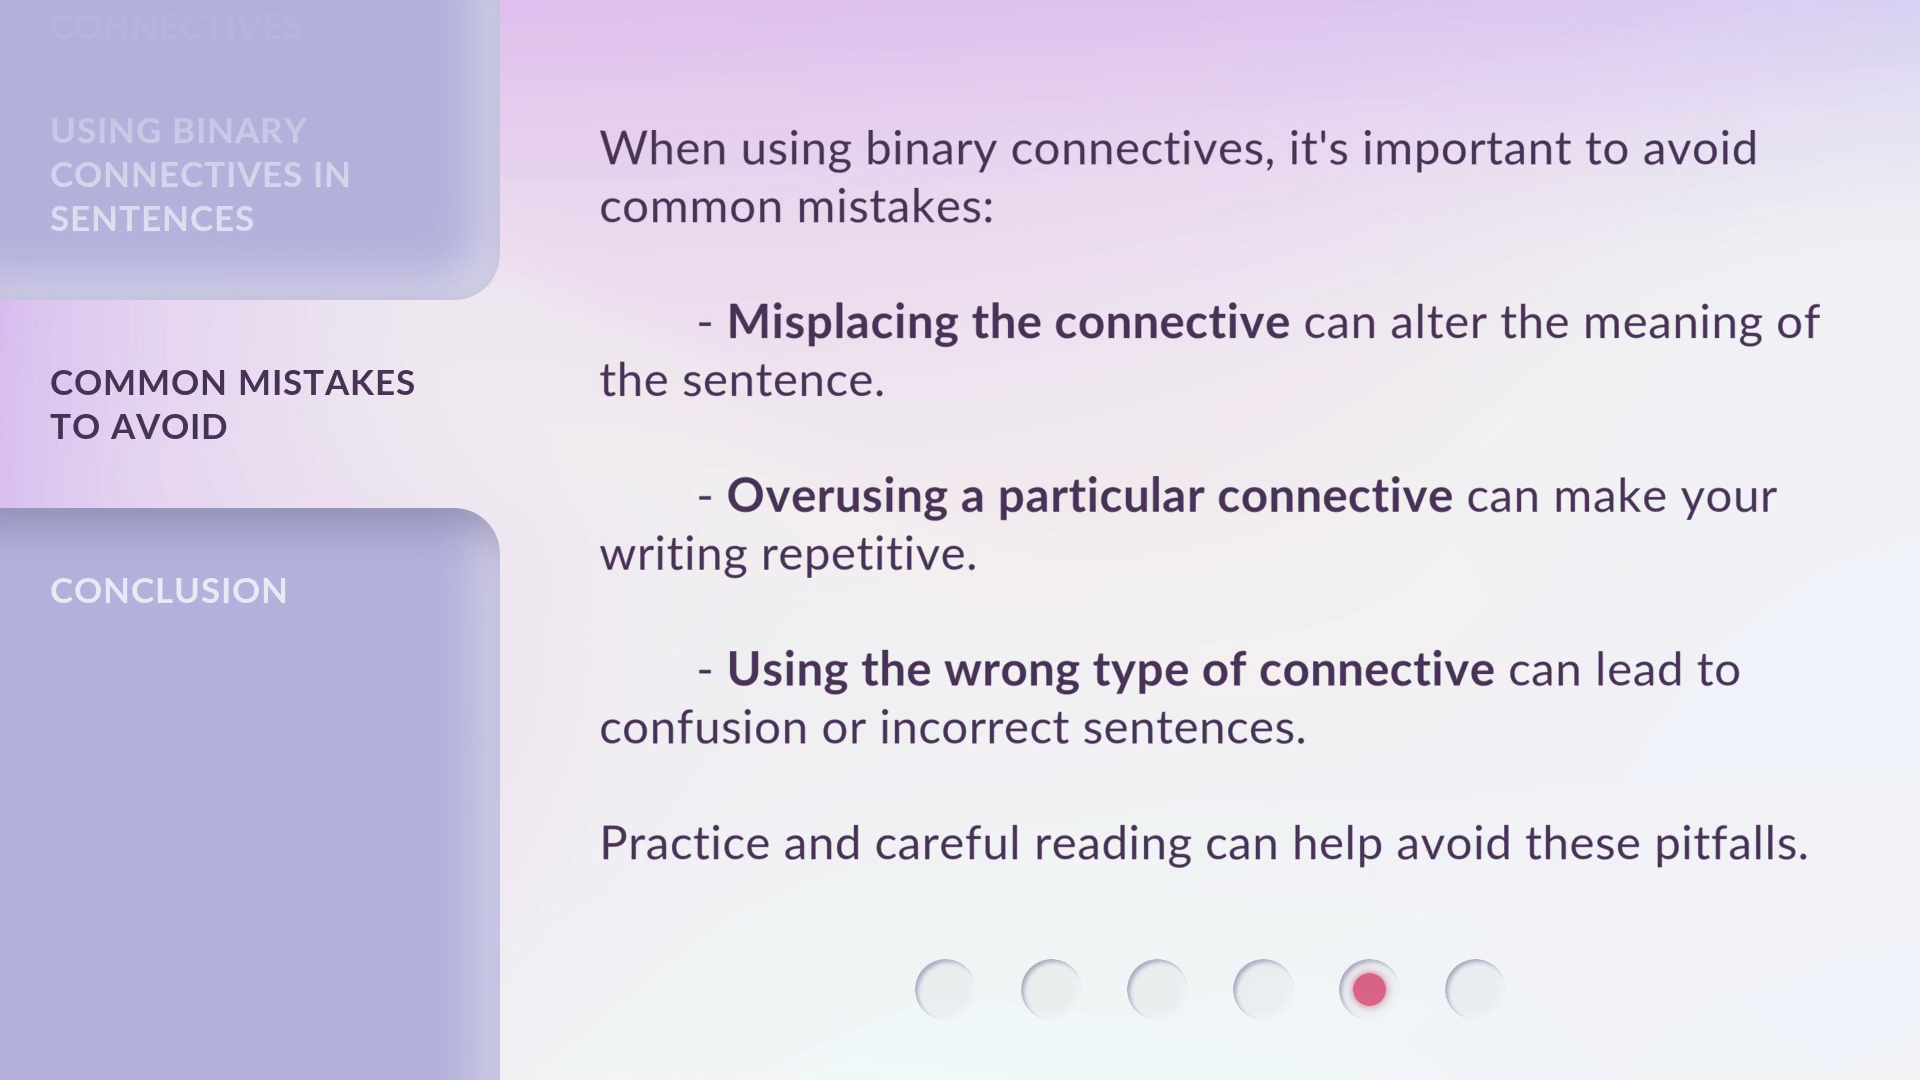 CONNECTIVES
USING BINARY
CONNECTIVES IN
SENTENCES
COMMON MISTAKES
TO AVOID
CONCLUSION
When using binary connectives, it's important to avoid
common mistakes:
- Misplacing the connective can alter the meaning of
the sentence.
- Overusing a particular connective can make your
writing repetitive.
- Using the wrong type of connective can lead to
confusion or incorrect sentences.
Practice and careful reading can help avoid these pitfalls.